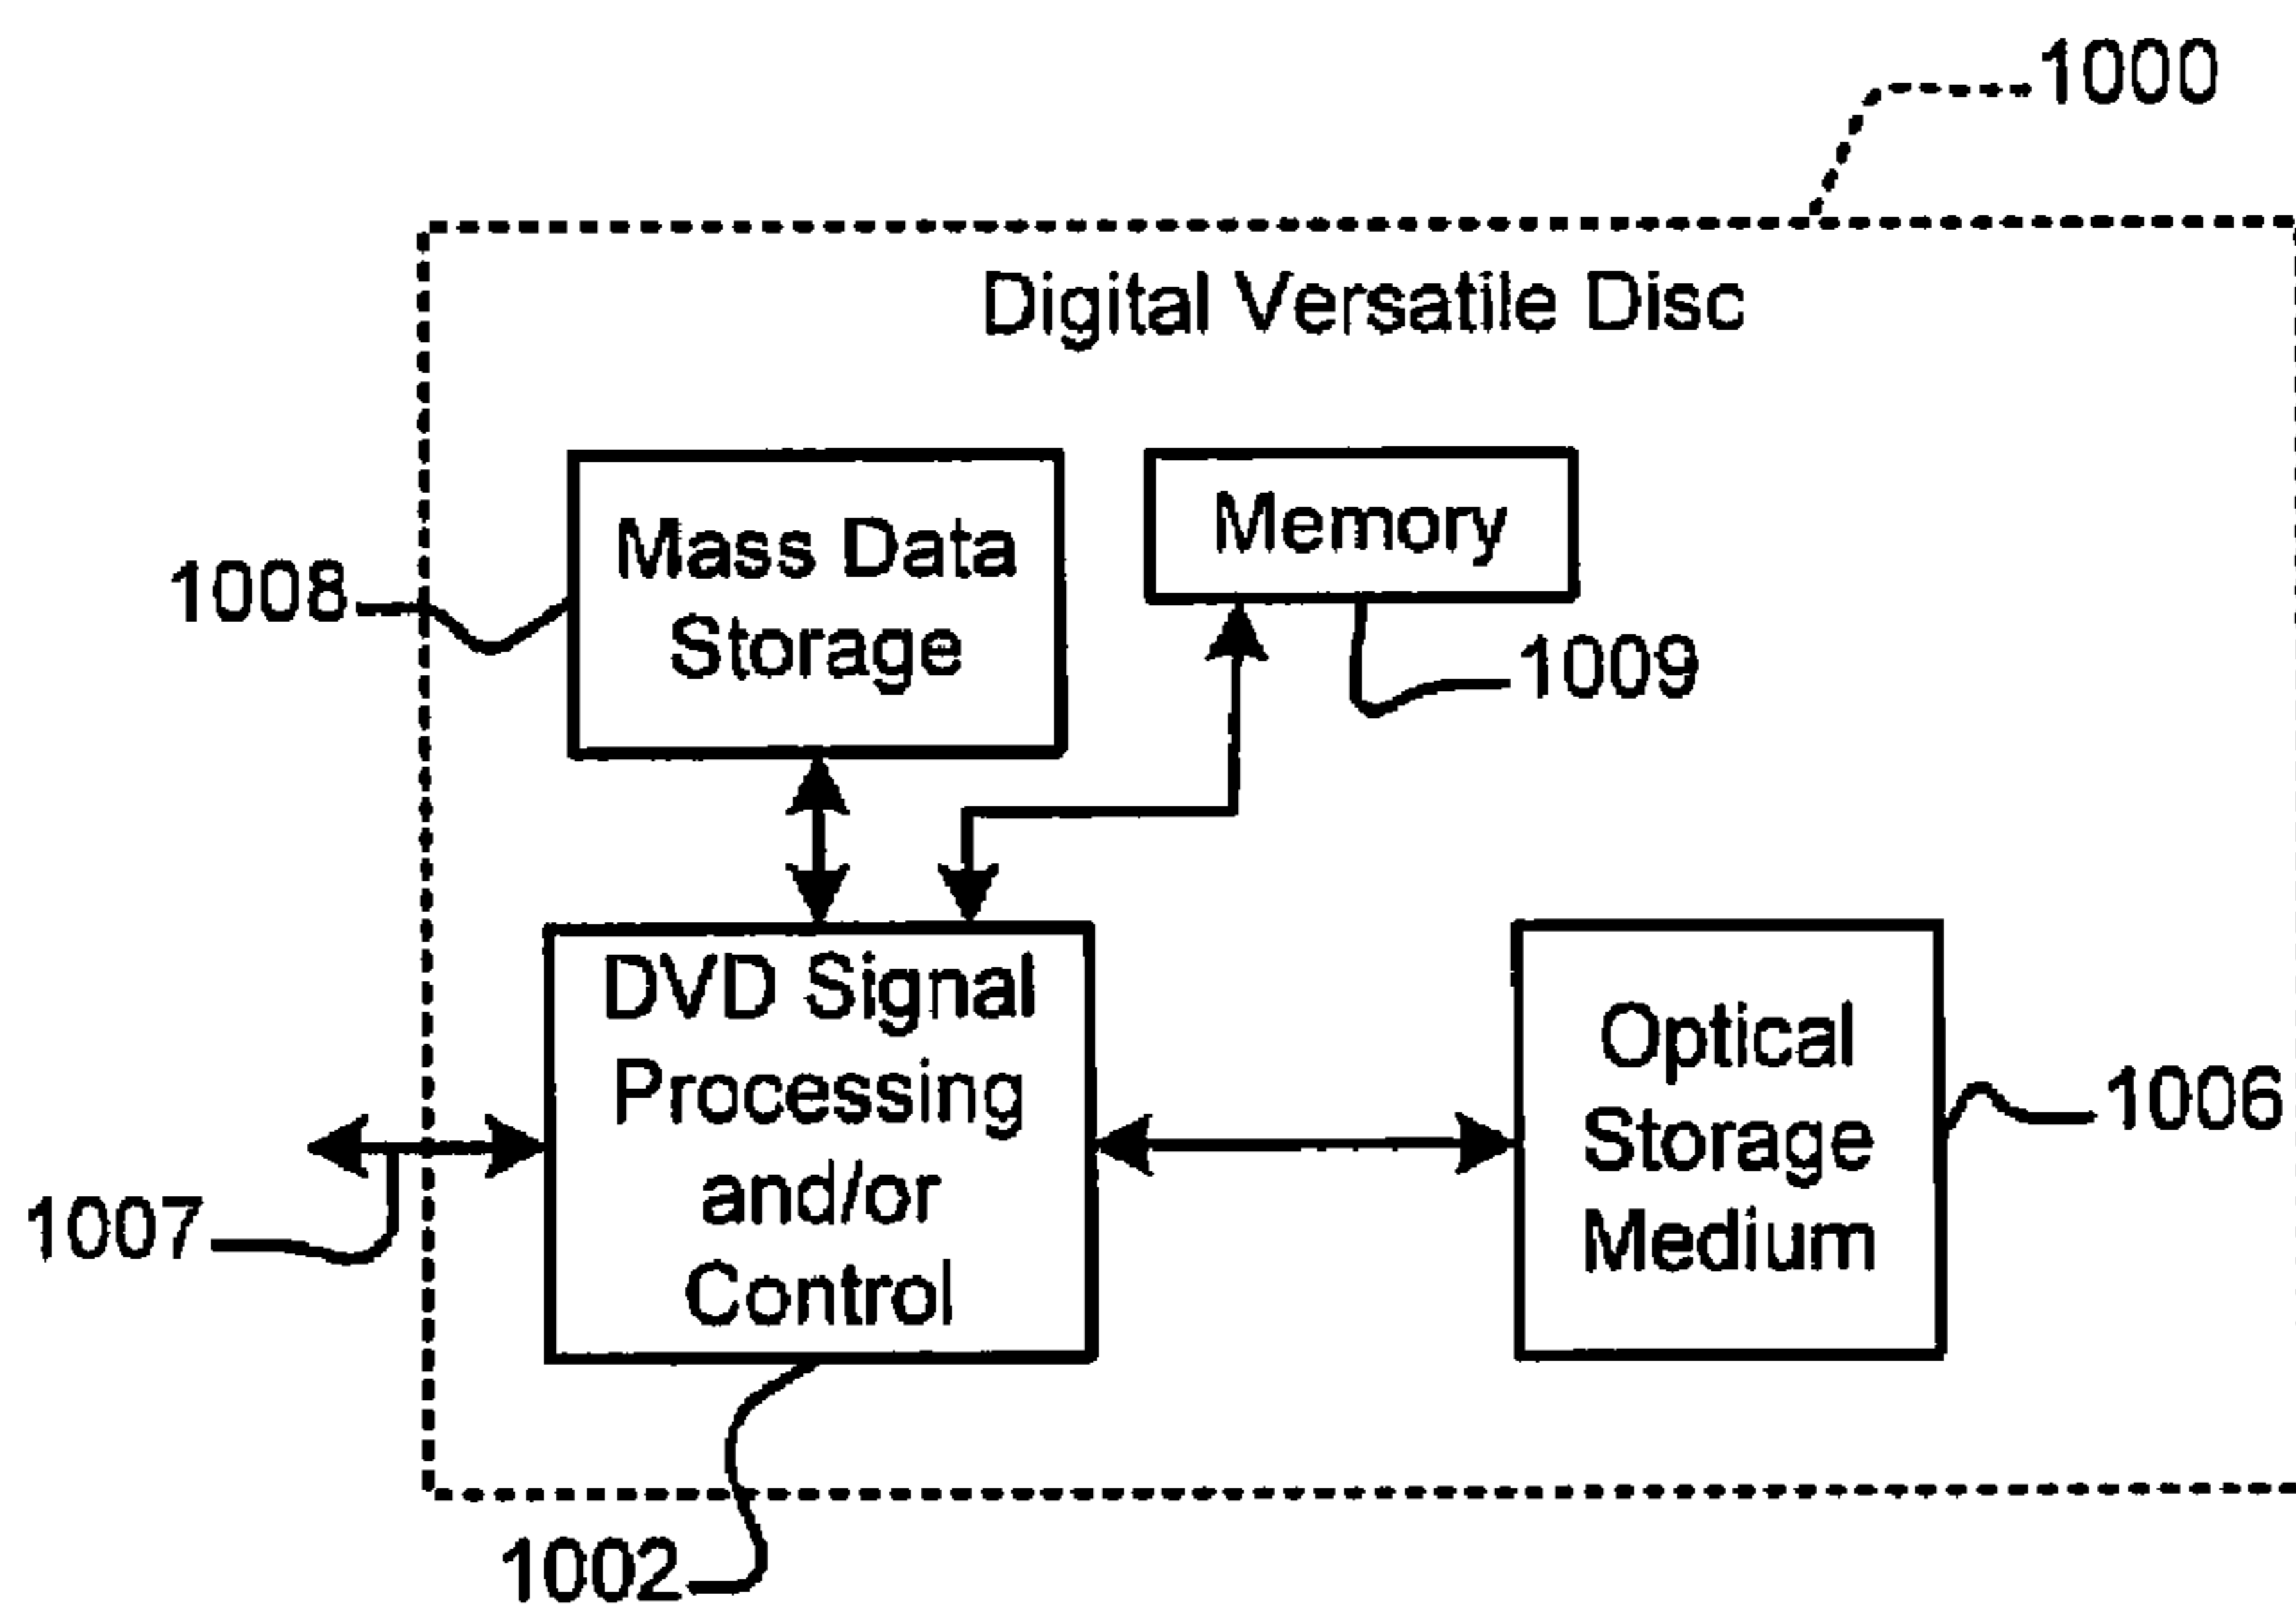 1000
Digital Versatile Disc
Mass Data
Storage
Memory
1008
1009
DVD Signal
Processing
and/or
Control
Optical
Storage
Medium
1006
1007
1002